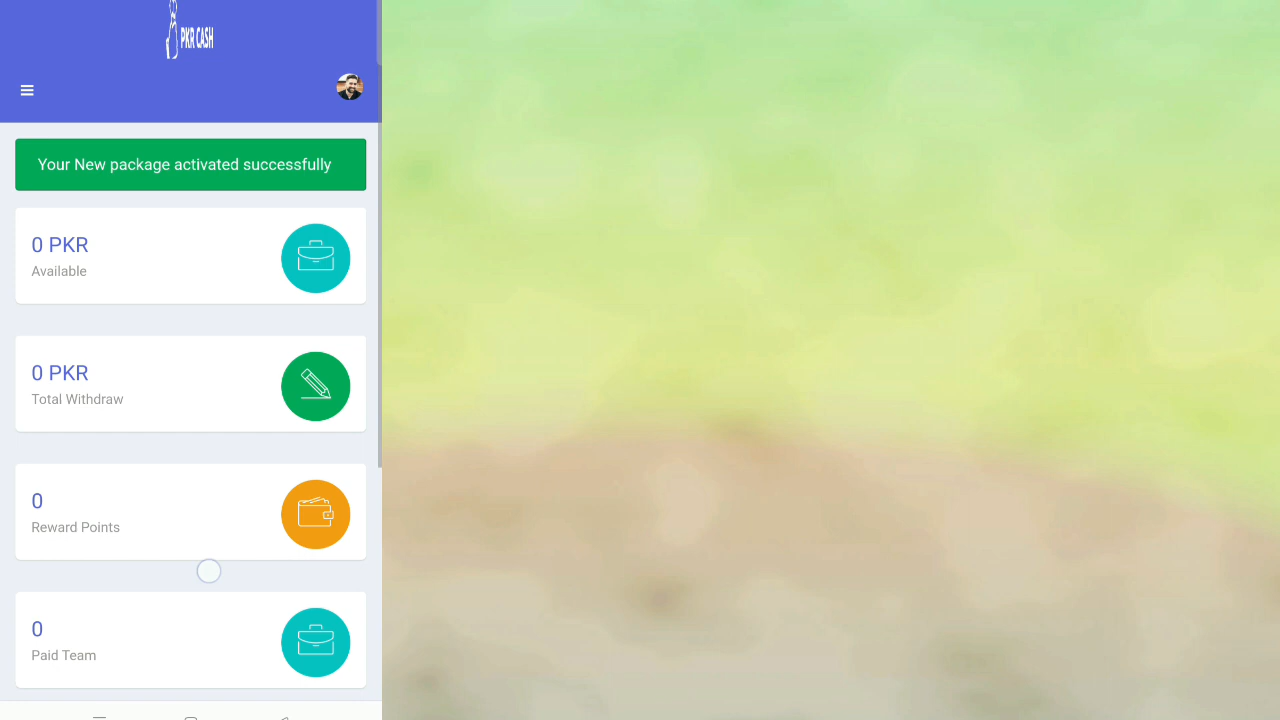 PKR CASH
Your New package activated successfully
0 PKR
Available
0 PKR
Total Withdraw
0
Reward Points
0
Paid Team